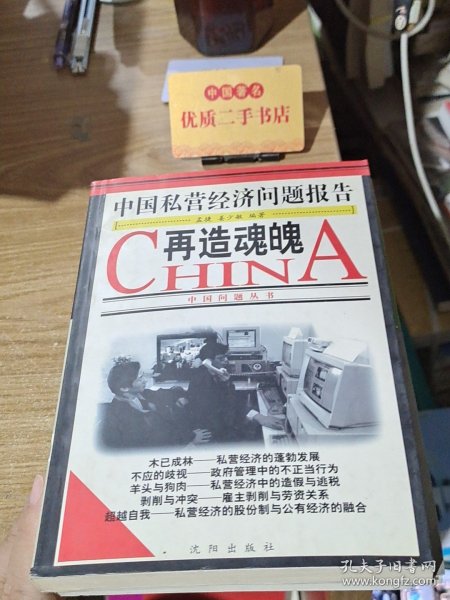 中国著名
优质二手书店
中国私营经济问题报告
孟捷 姜少敏 编著
再造魂魄
CHINA
中国问题丛书
木已成林——私营经济的蓬勃发展
不应的歧视——政府管理中的不正当行为
羊头与狗肉——私营经济中的造假与逃税
剥削与冲突——雇主剥削与劳资关系
超越自我——私营经济的股份制与公有经济的融合
沈阳出版社
孔夫子旧书网
www.kongfz.com